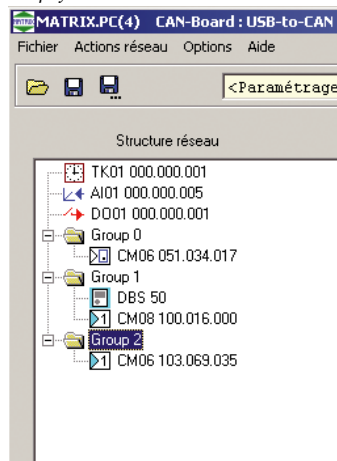 MATRIX.PC(4) CAN-Board : USB-to-CAN
Fichier Actions réseau Options Aide
<Paramétrage
Structure réseau
TK01 000.000.001
AI01 000.000.005
DO01 000.000.001
Group 0
CM06 051.034.017
Group 1
DBS 50
CM08 100.016.000
Group 2
CM06 103.069.035